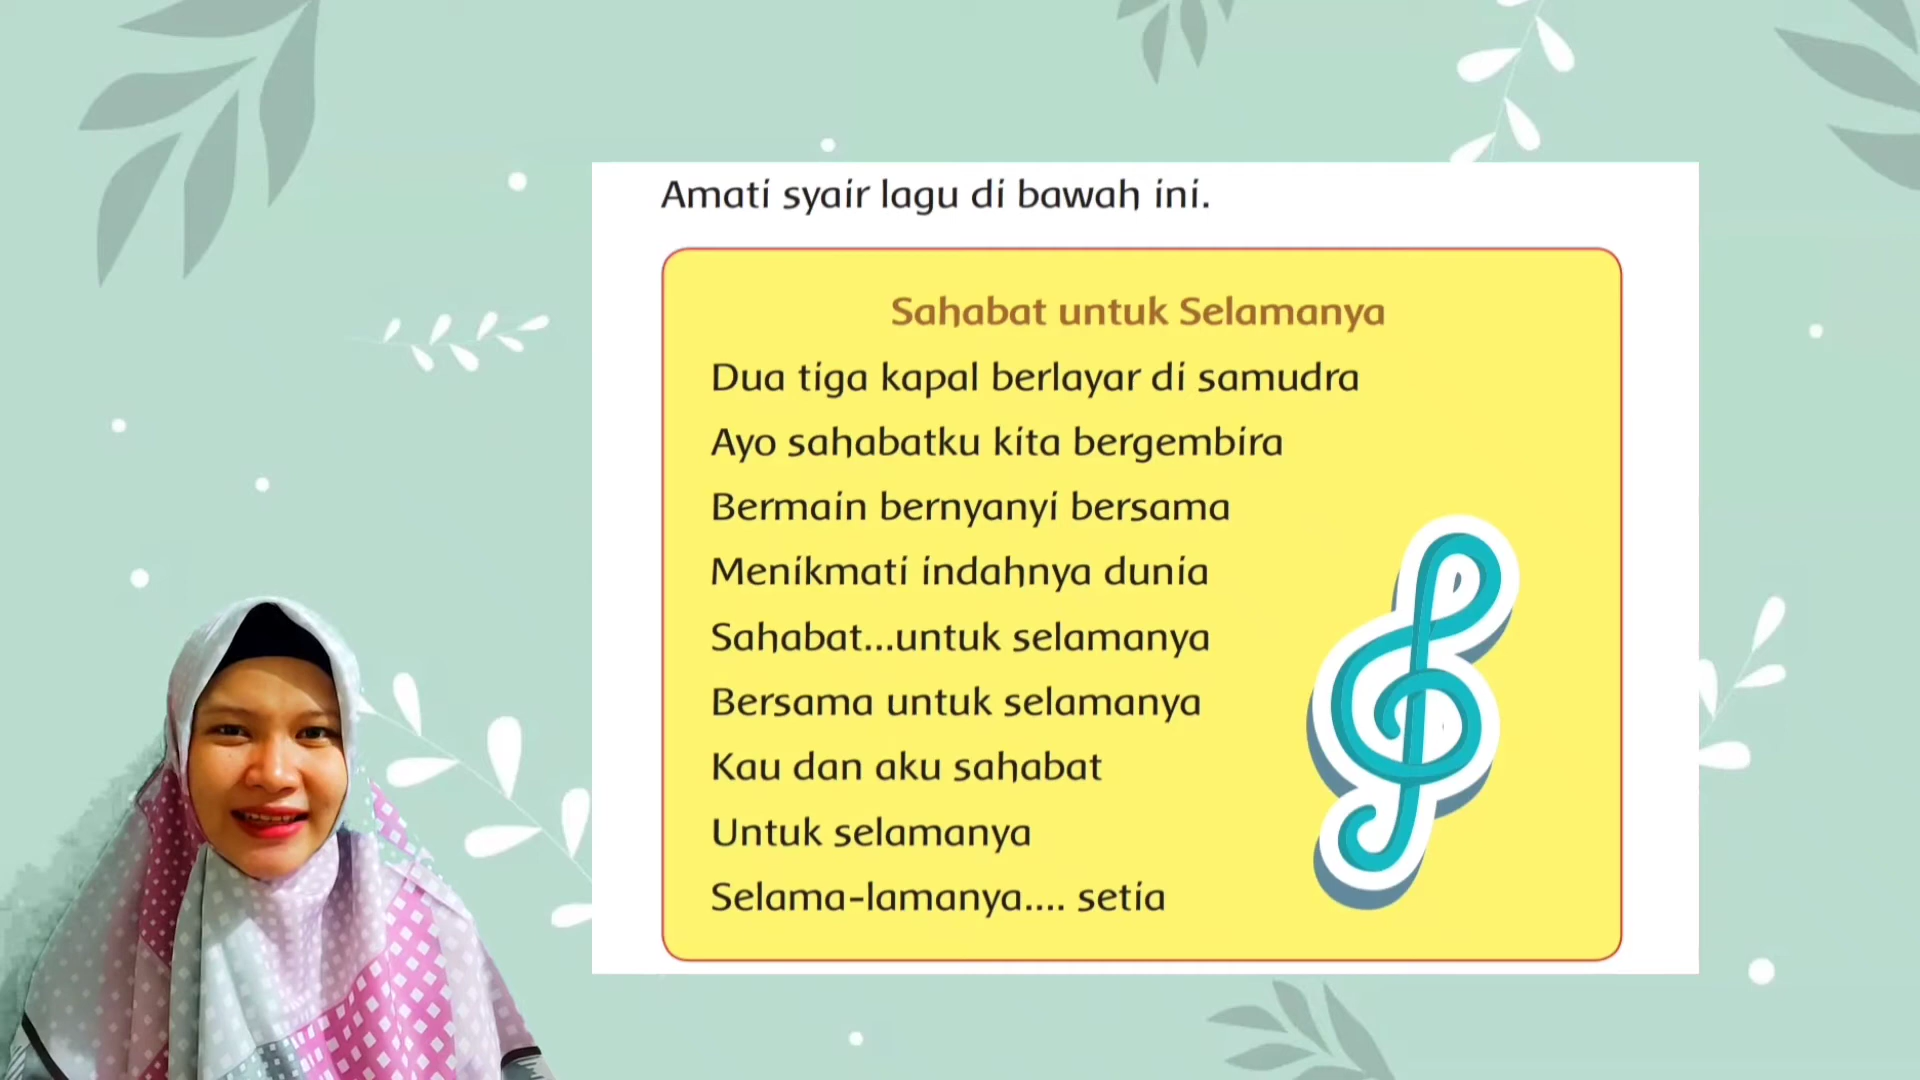 Amati syair lagu di bawah ini.
Sahabat untuk Selamanya
Dua tiga kapal berlayar di samudra
Ayo sahabatku kita bergembira
Bermain bernyanyi bersama
Menikmati indahnya dunia
Sahabat...untuk selamanya
Bersama untuk selamanya
Kau dan aku sahabat
Untuk selamanya
Selama-lamanya.... setia